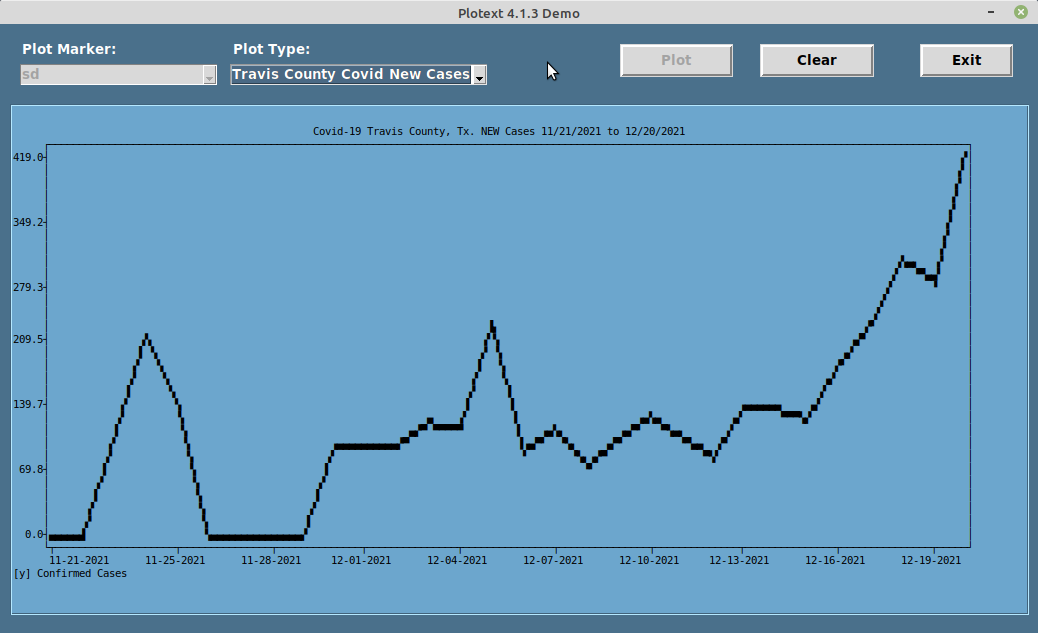 Plotext 4.1.3 Demo
Plot Marker: Plot Type:
sd Travis County Covid New Cases Plot Clear Exit
Covid-19 Travis County, Tx. NEW Cases 11/21/2021 to 12/20/2021
419.0
349.2
279.3
209.5
139.7
69.8
0.0
11-21-2021 11-25-2021 11-28-2021 12-01-2021 12-04-2021 12-07-2021 12-10-2021 12-13-2021 12-16-2021 12-19-2021
[y] Confirmed Cases